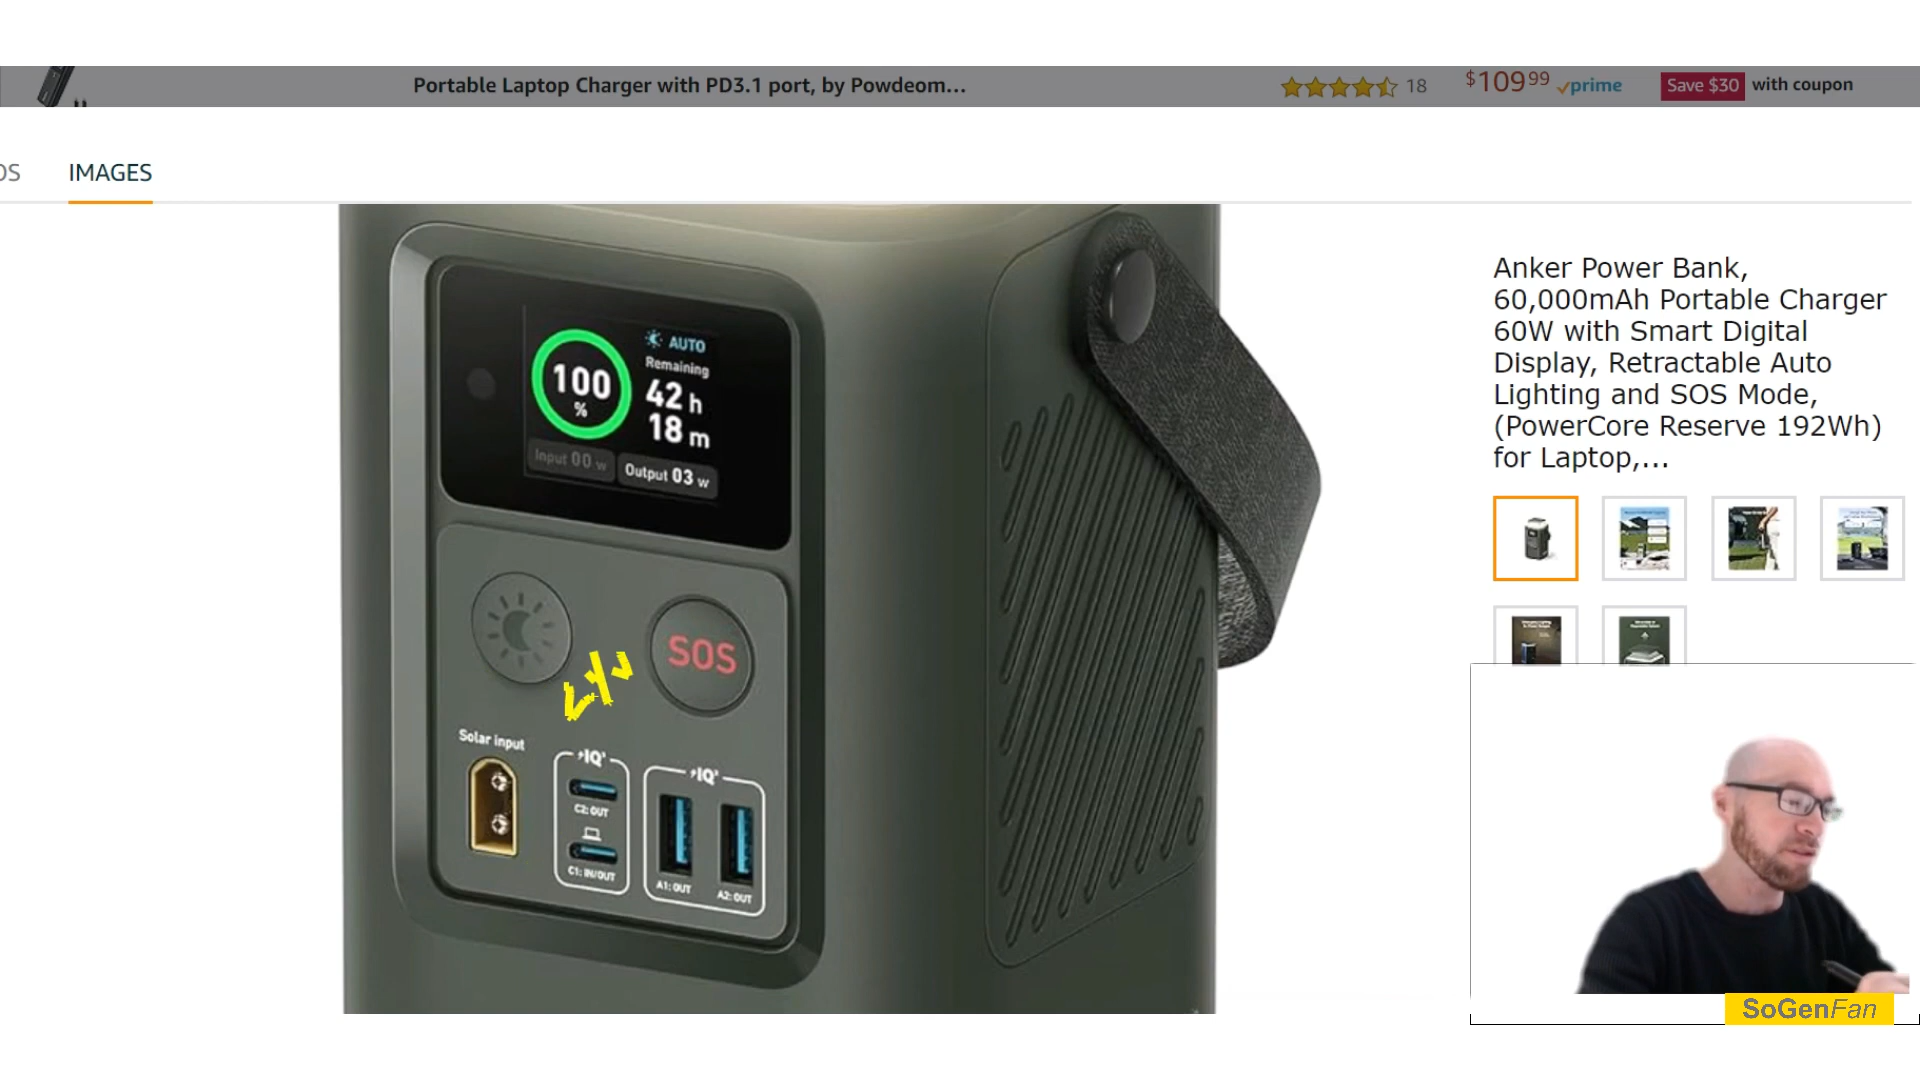 Portable Laptop Charger with PD3.1 port, by Powdeom...
18
$109 99 prime
Save $30 with coupon
IMAGES
Anker Power Bank,
60,000mAh Portable Charger
60W with Smart Digital
Display, Retractable Auto
Lighting and SOS Mode,
(PowerCore Reserve 192Wh)
for Laptop,...
AUTO
Remaining
100
%
42 h
18 m
Input 00 w
Output 03 w
SOS
Solar input
IQ³
IQ³
C2: OUT
C1: IN/OUT
A1: OUT
A2: OUT
SoGenFan